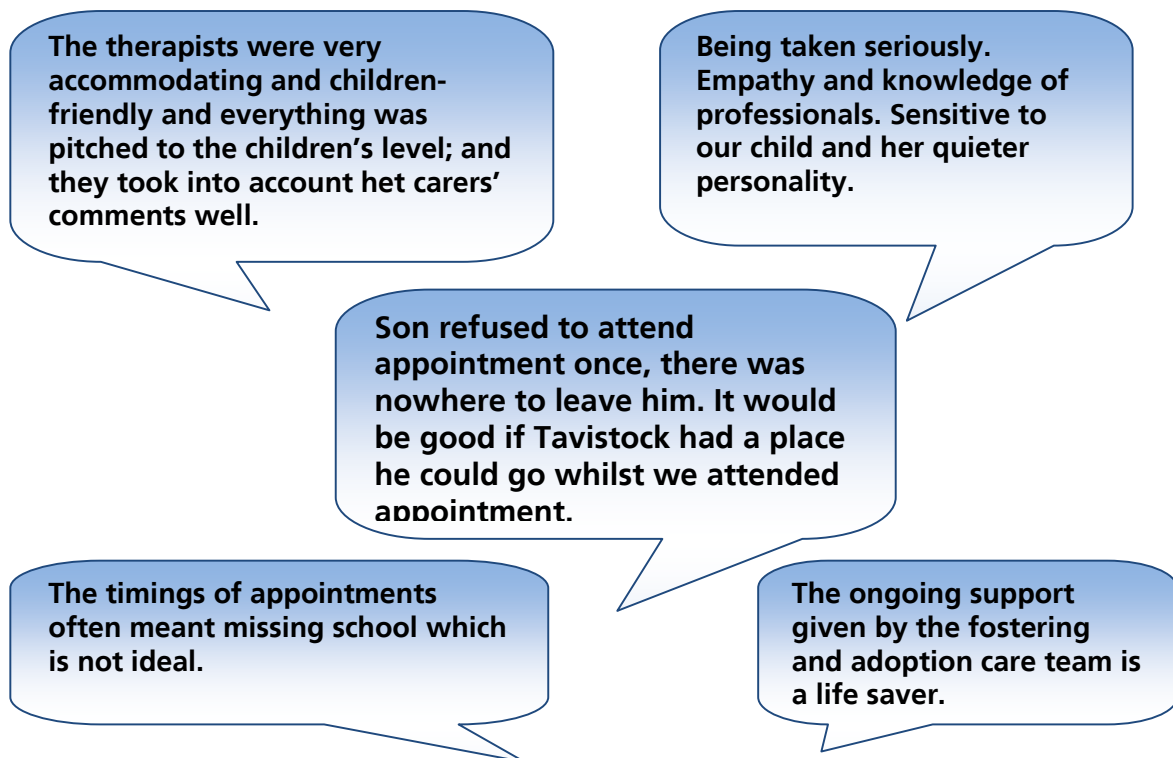 The therapists were very
accommodating and children-
friendly and everything was
pitched to the children's level; and
they took into account het carers'
comments well.
Being taken seriously.
Empathy and knowledge of
professionals. Sensitive to
our child and her quieter
personality.
Son refused to attend
appointment once, there was
nowhere to leave him. It would
be good if Tavistock had a place
he could go whilst we attended
appointment.
The timings of appointments
often meant missing school which
is not ideal.
The ongoing support
given by the fostering
and adoption care team is
a life saver.